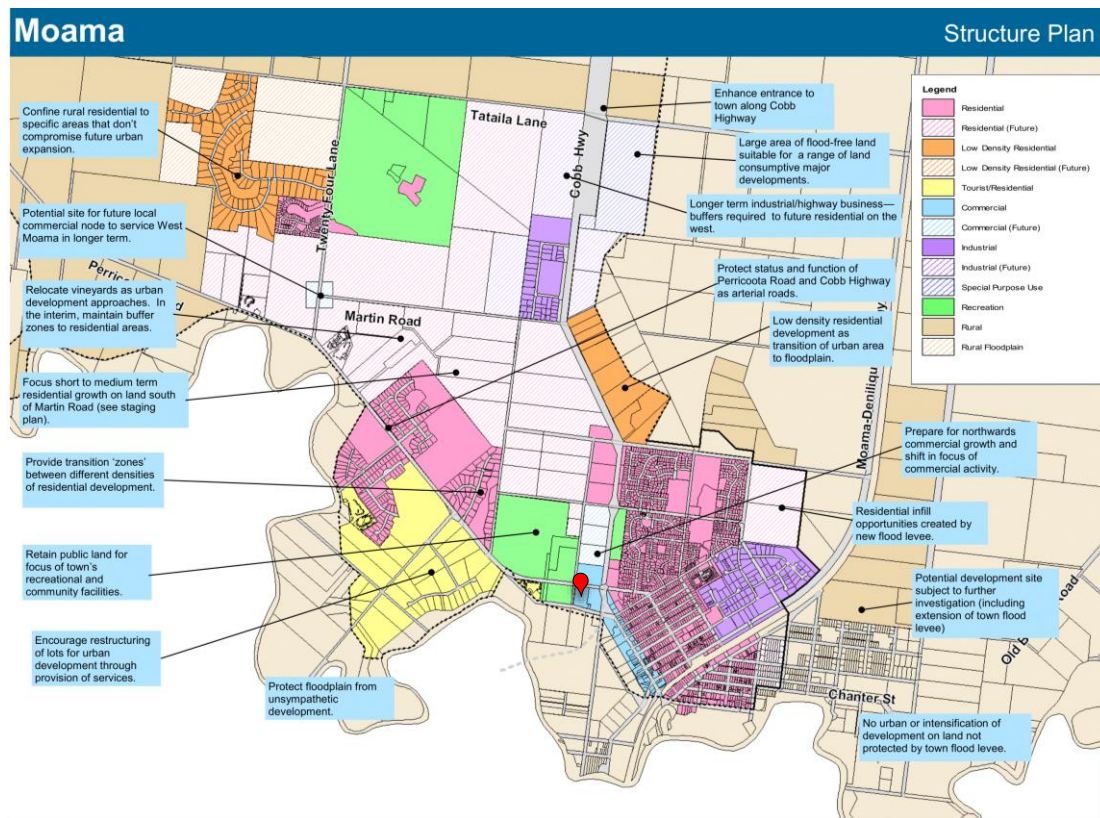 Moama
Structure Plan
Confine rural residential to
specific areas that don't
compromise future urban
expansion.
Potential site for future local
commercial node to service West
Moama in longer term.
Relocate vineyards as urban
development approaches. In
the interim, maintain buffer
zones to residential areas.
Focus short to medium term
residential growth on land south
of Martin Road (see staging
plan).
Provide transition 'zones'
between different densities
of residential development.
Retain public land for
focus of town's
recreational and
community facilities.
Encourage restructuring
of lots for urban
development through
provision of services.
Protect floodplain from
unsympathetic
development.
Tataila Lane
Twenty Four Lane
Cobb Hwy
Martin Road
Chanter St
Enhance entrance to
town along Cobb
Highway
Large area of flood-free land
suitable for a range of land
consumptive major
developments.
Longer term industrial/highway business—
buffers required to future residential on the
west.
Protect status and function of
Perricoota Road and Cobb Highway
as arterial roads.
Low density residential
development as
transition of urban area
to floodplain.
Prepare for northwards
commercial growth and
shift in focus of
commercial activity.
Residential infill
opportunities created by
new flood levee.
Potential development site
subject to further
investigation (including
extension of town flood
levee)
No urban or intensification of
development on land not
protected by town flood levee.
Legend
Residential
Residential (Future)
Low Density Residential
Low Density Residential (Future)
Tourist/Residential
Commercial
Commercial (Future)
Industrial
Industrial (Future)
Special Purpose Use
Recreation
Rural
Rural Floodplain